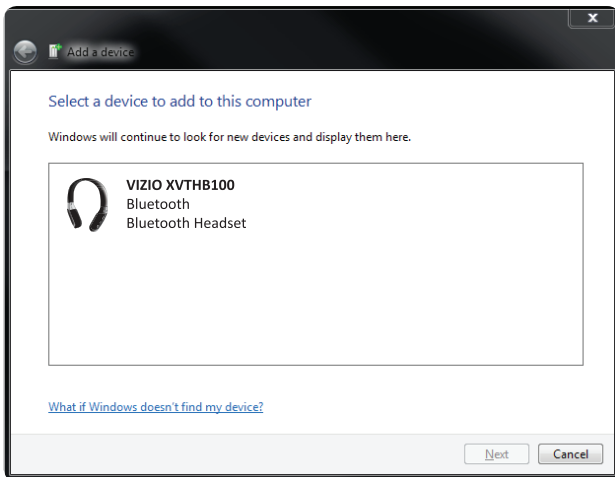 x
Add a device
Select a device to add to this computer
Windows will continue to look for new devices and display them here.
VIZIO XVTHB100
Bluetooth
Bluetooth Headset
What if Windows doesn't find my device?
Next
Cancel